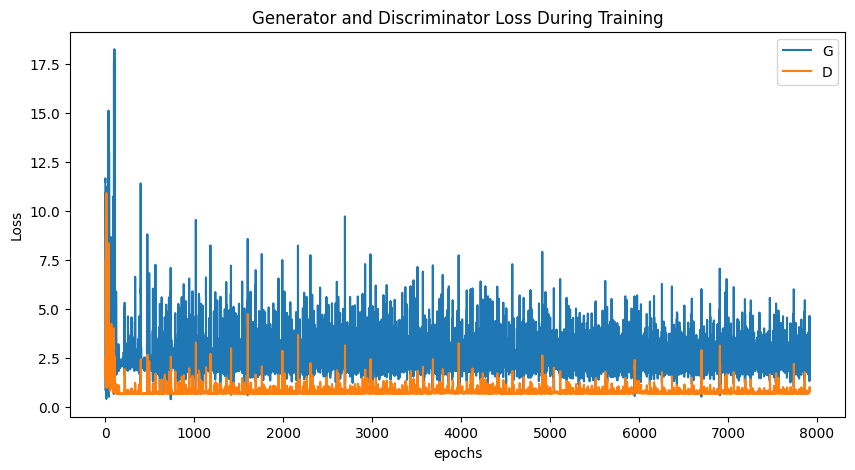 Generator and Discriminator Loss During Training
G
D
17.5
15.0
12.5
10.0
7.5
5.0
2.5
0.0
Loss
0 1000 2000 3000 4000 5000 6000 7000 8000
epochs